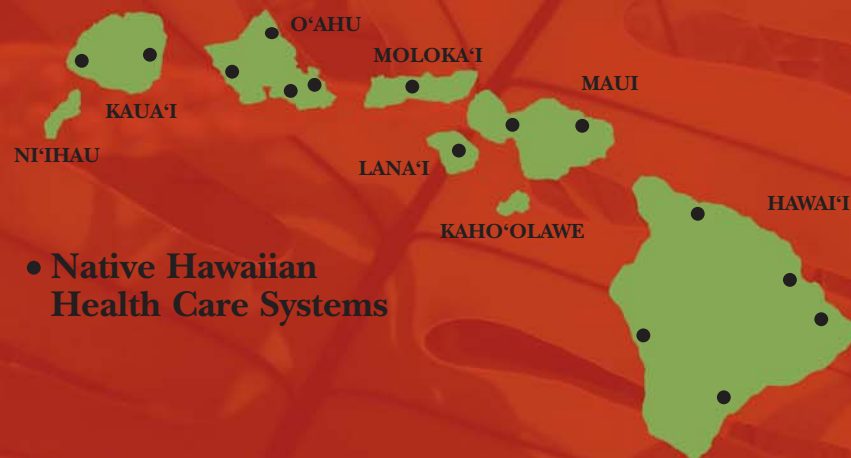 O‘AHU
MOLOKA‘I
MAUI
KAUA‘I
NI‘IHAU
LANA‘I
KAHO‘OLAWE
HAWAI‘I
• Native Hawaiian
Health Care Systems